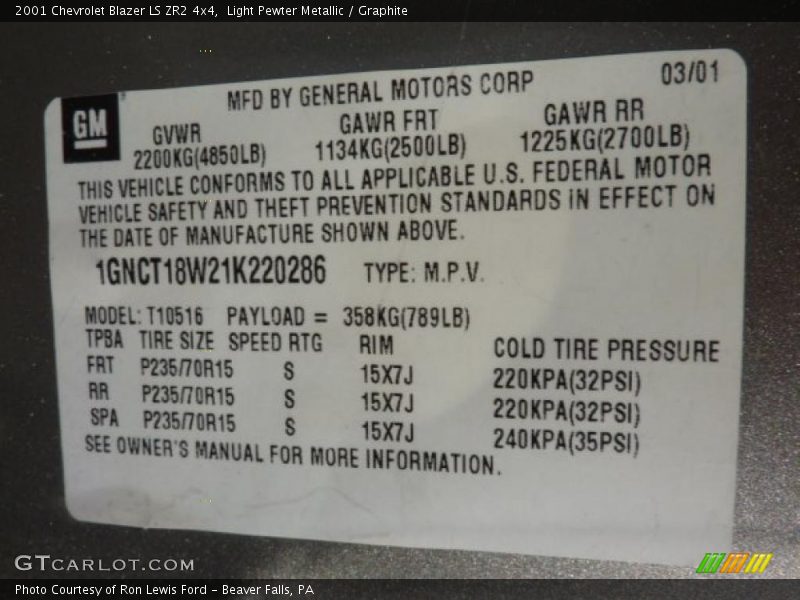 2001 Chevrolet Blazer LS ZR2 4x4,  Light Pewter Metallic / Graphite
03/01
MFD BY GENERAL MOTORS CORP
GM
GVWR GAWR FRT GAWR RR
2200KG(4850LB) 1134KG(2500LB) 1225KG(2700LB)
THIS VEHICLE CONFORMS TO ALL APPLICABLE U.S. FEDERAL MOTOR
VEHICLE SAFETY AND THEFT PREVENTION STANDARDS IN EFFECT ON
THE DATE OF MANUFACTURE SHOWN ABOVE.
1GNCT18W21K220286 TYPE: M.P.V.
MODEL: T10516 PAYLOAD = 358KG(789LB)
TPBA TIRE SIZE SPEED RTG RIM COLD TIRE PRESSURE
FRT P235/70R15 S 15X7J 220KPA(32PSI)
RR P235/70R15 S 15X7J 220KPA(32PSI)
SPA P235/70R15 S 15X7J 240KPA(35PSI)
SEE OWNER'S MANUAL FOR MORE INFORMATION.
GTCARLOT.COM
Photo Courtesy of Ron Lewis Ford – Beaver Falls, PA